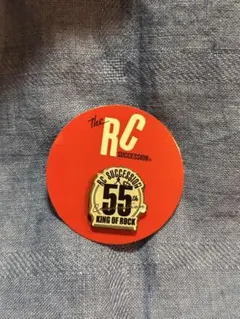 The
RC
SUCCESSION
RC SUCCESSION
55th
KING OF ROCK